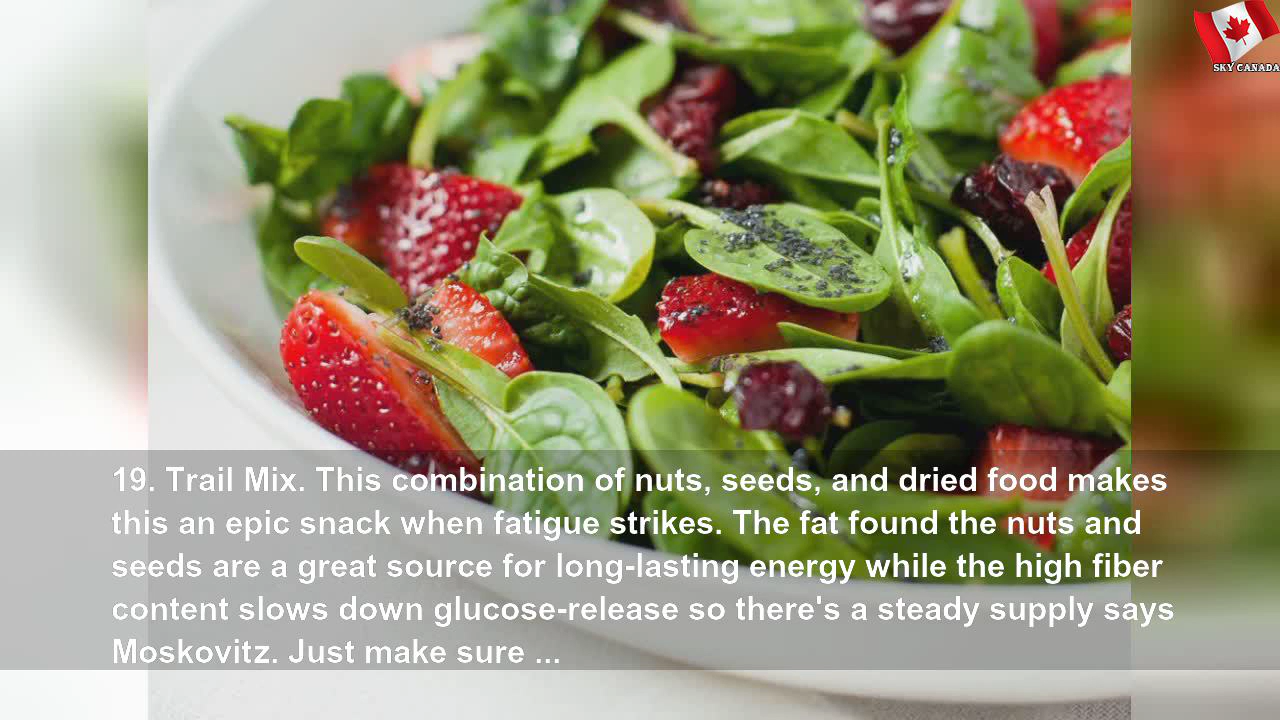 SKY CANADA
19. Trail Mix. This combination of nuts, seeds, and dried food makes
this an epic snack when fatigue strikes. The fat found the nuts and
seeds are a great source for long-lasting energy while the high fiber
content slows down glucose-release so there's a steady supply says
Moskovitz. Just make sure ...